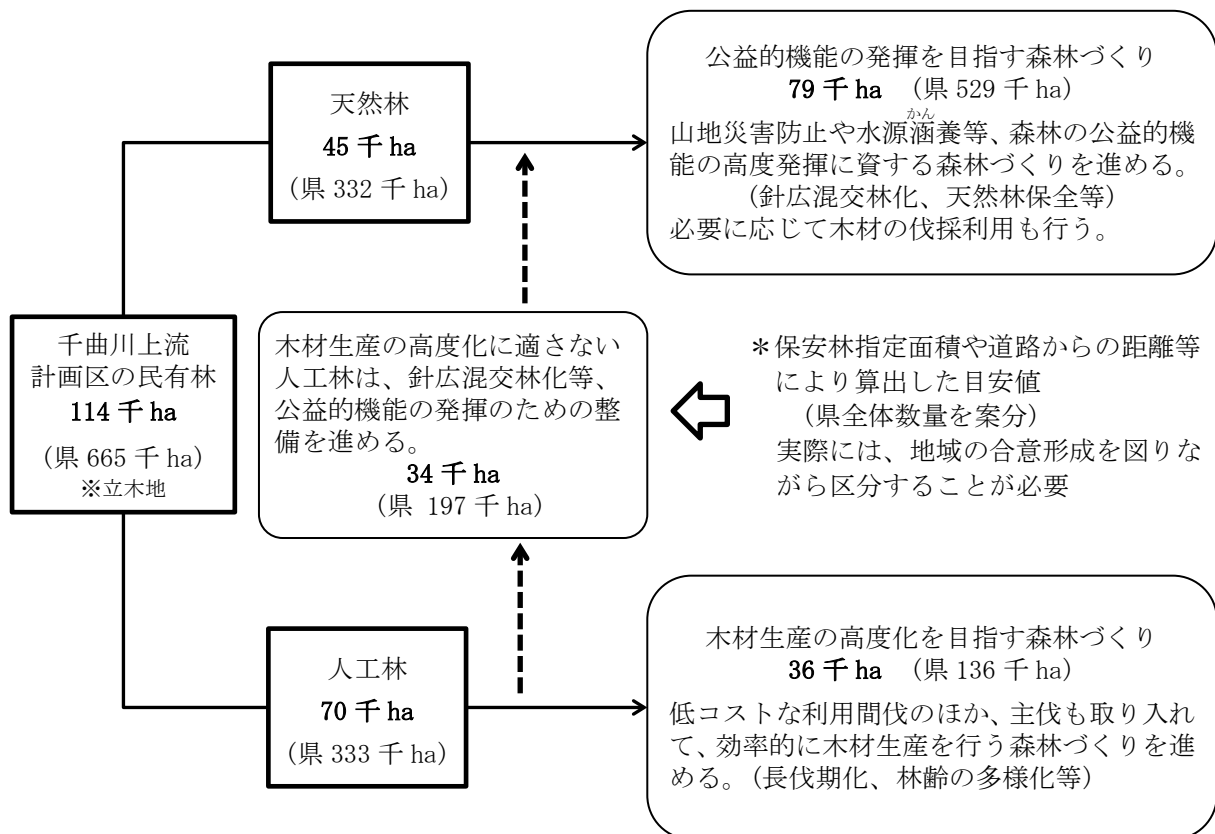 公益的機能の発揮を目指す森林づくり
79 千 ha （県 529 千 ha）
かん
山地災害防止や水源涵養等、森林の公益的機
能の高度発揮に資する森林づくりを進める。
（針広混交林化、天然林保全等）
必要に応じて木材の伐採利用も行う。
天然林
45 千 ha
（県 332 千 ha）
千曲川上流
計画区の民有林
114 千 ha
（県 665 千 ha）
※立木地
木材生産の高度化に適さない
人工林は、針広混交林化等、
公益的機能の発揮のための整
備を進める。
34 千 ha
（県 197 千 ha）
＊保安林指定面積や道路からの距離等
により算出した目安値
（県全体数量を案分）
実際には、地域の合意形成を図りな
がら区分することが必要
人工林
70 千 ha
（県 333 千 ha）
木材生産の高度化を目指す森林づくり
36 千 ha （県 136 千 ha）
低コストな利用間伐のほか、主伐も取り入れ
て、効率的に木材生産を行う森林づくりを進
める。（長伐期化、林齢の多様化等）